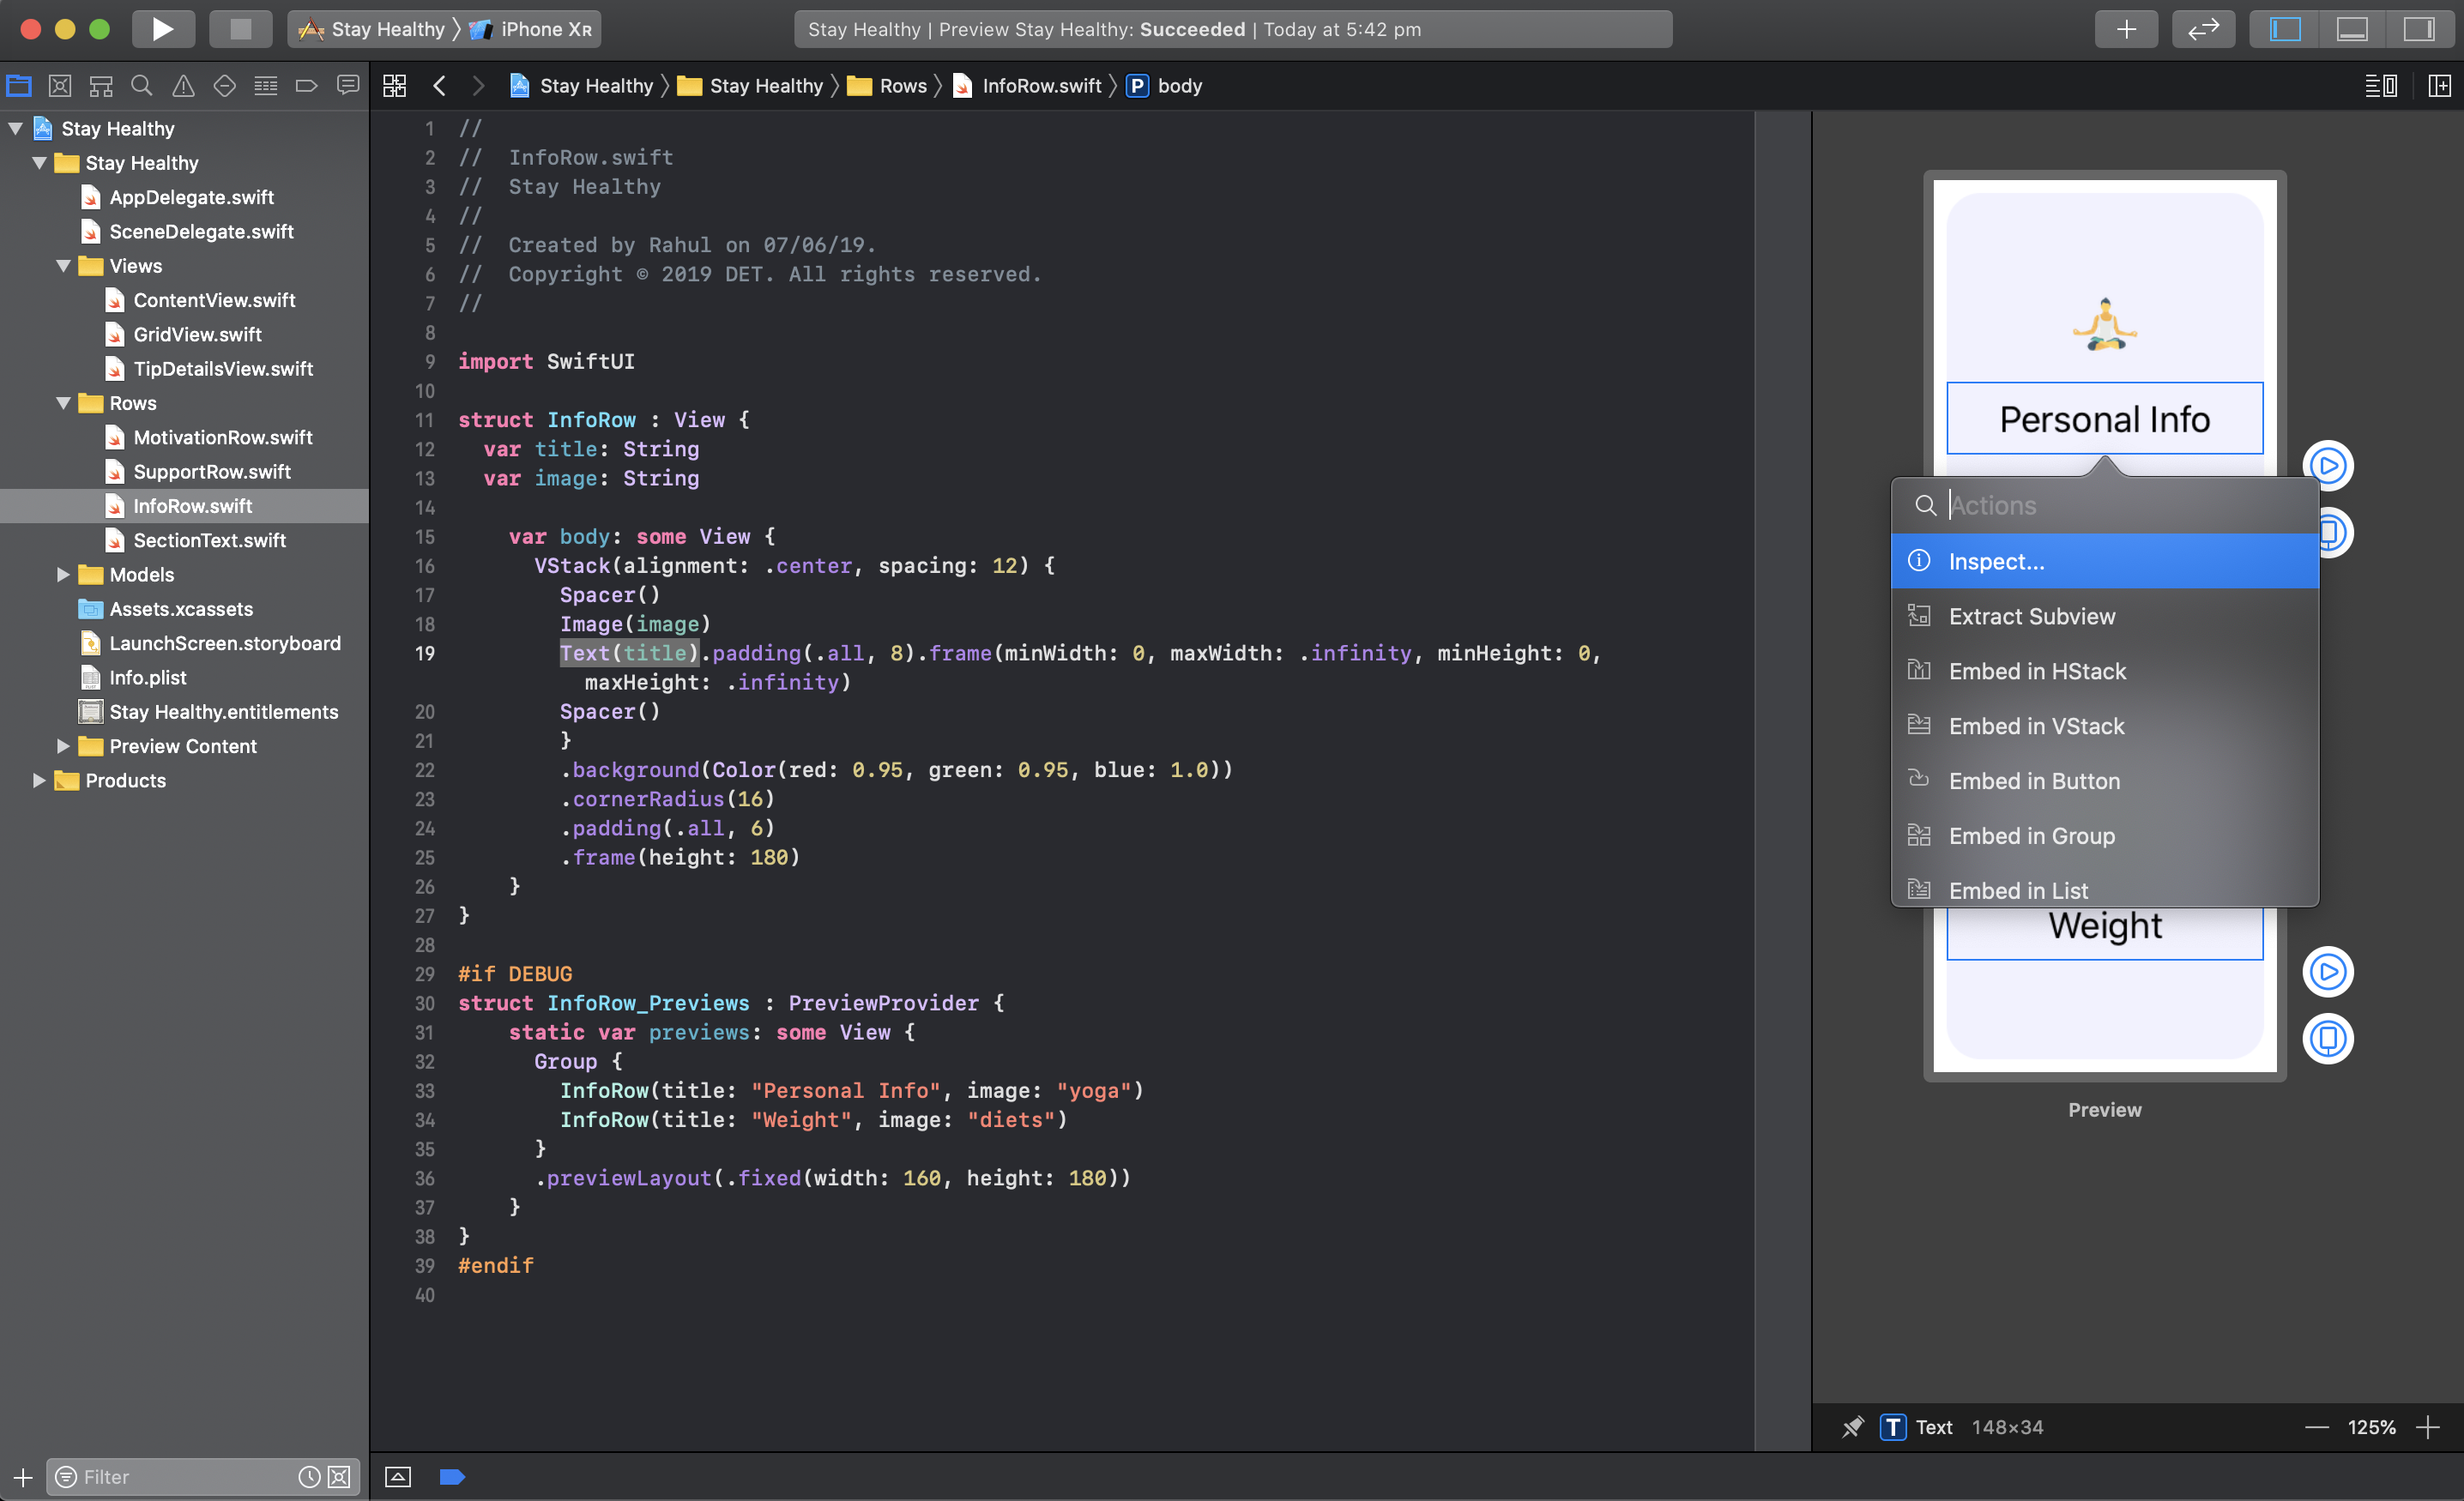 Stay Healthy 〉 iPhone XR
Stay Healthy | Preview Stay Healthy: Succeeded | Today at 5:42 pm
Stay Healthy 〉 Stay Healthy 〉 Rows 〉 InfoRow.swift 〉 P body
Stay Healthy
Stay Healthy
AppDelegate.swift
SceneDelegate.swift
Views
ContentView.swift
GridView.swift
TipDetailsView.swift
Rows
MotivationRow.swift
SupportRow.swift
InfoRow.swift
SectionText.swift
Models
Assets.xcassets
LaunchScreen.storyboard
Info.plist
Stay Healthy.entitlements
Preview Content
Products
Filter
1 //
2 //  InfoRow.swift
3 //  Stay Healthy
4 //
5 //  Created by Rahul on 07/06/19.
6 //  Copyright © 2019 DET. All rights reserved.
7 //
8
9 import SwiftUI
10
11 struct InfoRow : View {
12   var title: String
13   var image: String
14
15     var body: some View {
16       VStack(alignment: .center, spacing: 12) {
17         Spacer()
18         Image(image)
19         Text(title).padding(.all, 8).frame(minWidth: 0, maxWidth: .infinity, minHeight: 0,
          maxHeight: .infinity)
20         Spacer()
21         }
22         .background(Color(red: 0.95, green: 0.95, blue: 1.0))
23         .cornerRadius(16)
24         .padding(.all, 6)
25         .frame(height: 180)
26     }
27 }
28
29 #if DEBUG
30 struct InfoRow_Previews : PreviewProvider {
31     static var previews: some View {
32       Group {
33         InfoRow(title: "Personal Info", image: "yoga")
34         InfoRow(title: "Weight", image: "diets")
35       }
36       .previewLayout(.fixed(width: 160, height: 180))
37     }
38 }
39 #endif
40
Personal Info
Actions
Inspect...
Extract Subview
Embed in HStack
Embed in VStack
Embed in Button
Embed in Group
Embed in List
Weight
Preview
T Text 148×34
125%